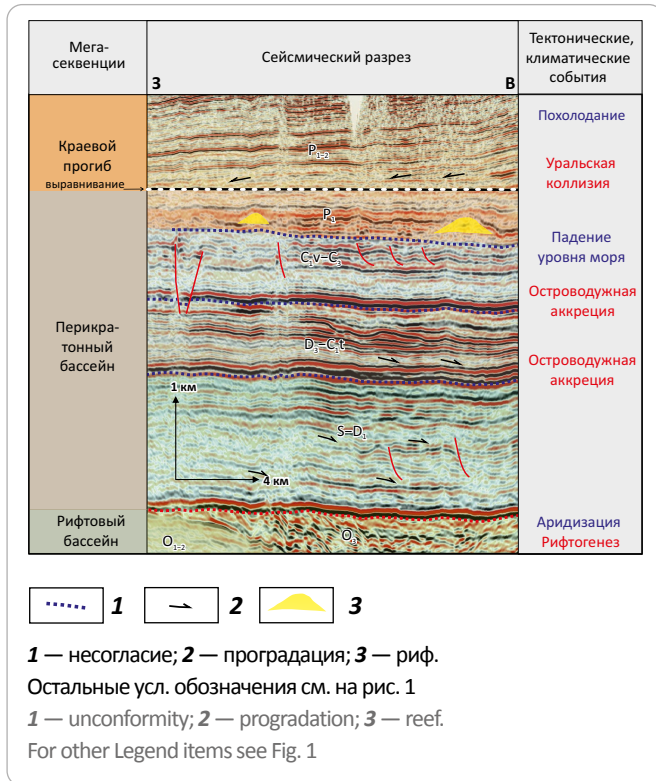 Мега-
секвенции
Сейсмический разрез
З
В
Тектонические,
климатические
события
Краевой
прогиб
выравнивание
P₁₋₂
Похолодание
Уральская
коллизия
Перикра-
тонный
бассейн
P₁
C₁v–C₃
D₃–C₁t
1 км
S–D₁
4 км
Падение
уровня моря
Островодужная
аккреция
Островодужная
аккреция
Рифтовый
бассейн
O₁₋₂
O₃
Аридизация
Рифтогенез
1
2
3
1 — несогласие; 2 — проградация; 3 — риф.
Остальные усл. обозначения см. на рис. 1
1 — unconformity; 2 — progradation; 3 — reef.
For other Legend items see Fig. 1